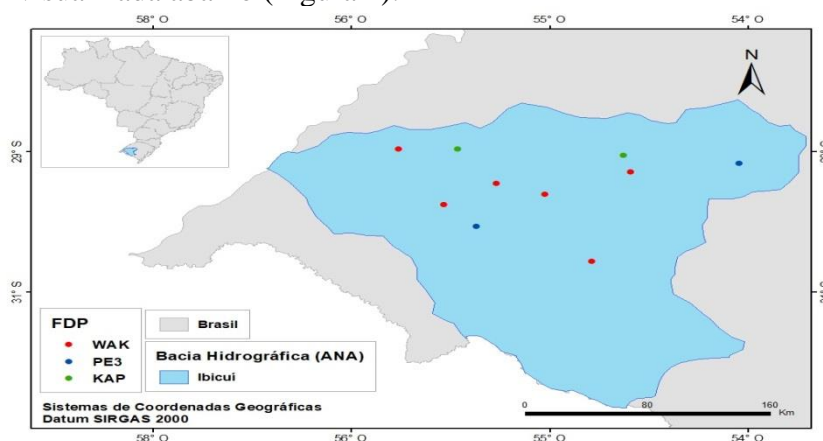 58° O
56° O
55° O
54° O
N
29° S
29° S
31° S
FDP
WAK
PE3
KAP
Brasil
Bacia Hidrográfica (ANA)
Ibicuí
Sistemas de Coordenadas Geográficas
Datum SIRGAS 2000
0
80
160
Km
58° O
56° O
55° O
54° O